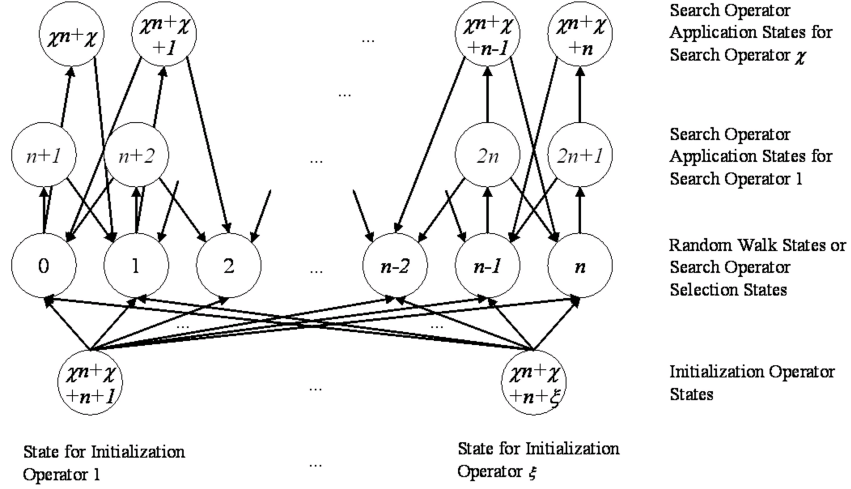 χn+χ
χn+χ
+1
...
χn+χ
+n-1
χn+χ
+n
Search Operator
Application States for
Search Operator χ
...
n+1
n+2
...
2n
2n+1
Search Operator
Application States for
Search Operator 1
0
1
2
...
n-2
n-1
n
Random Walk States or
Search Operator
Selection States
...
...
χn+χ
+n+1
...
χn+χ
+n+ξ
Initialization Operator
States
State for Initialization
Operator 1
...
State for Initialization
Operator ξ